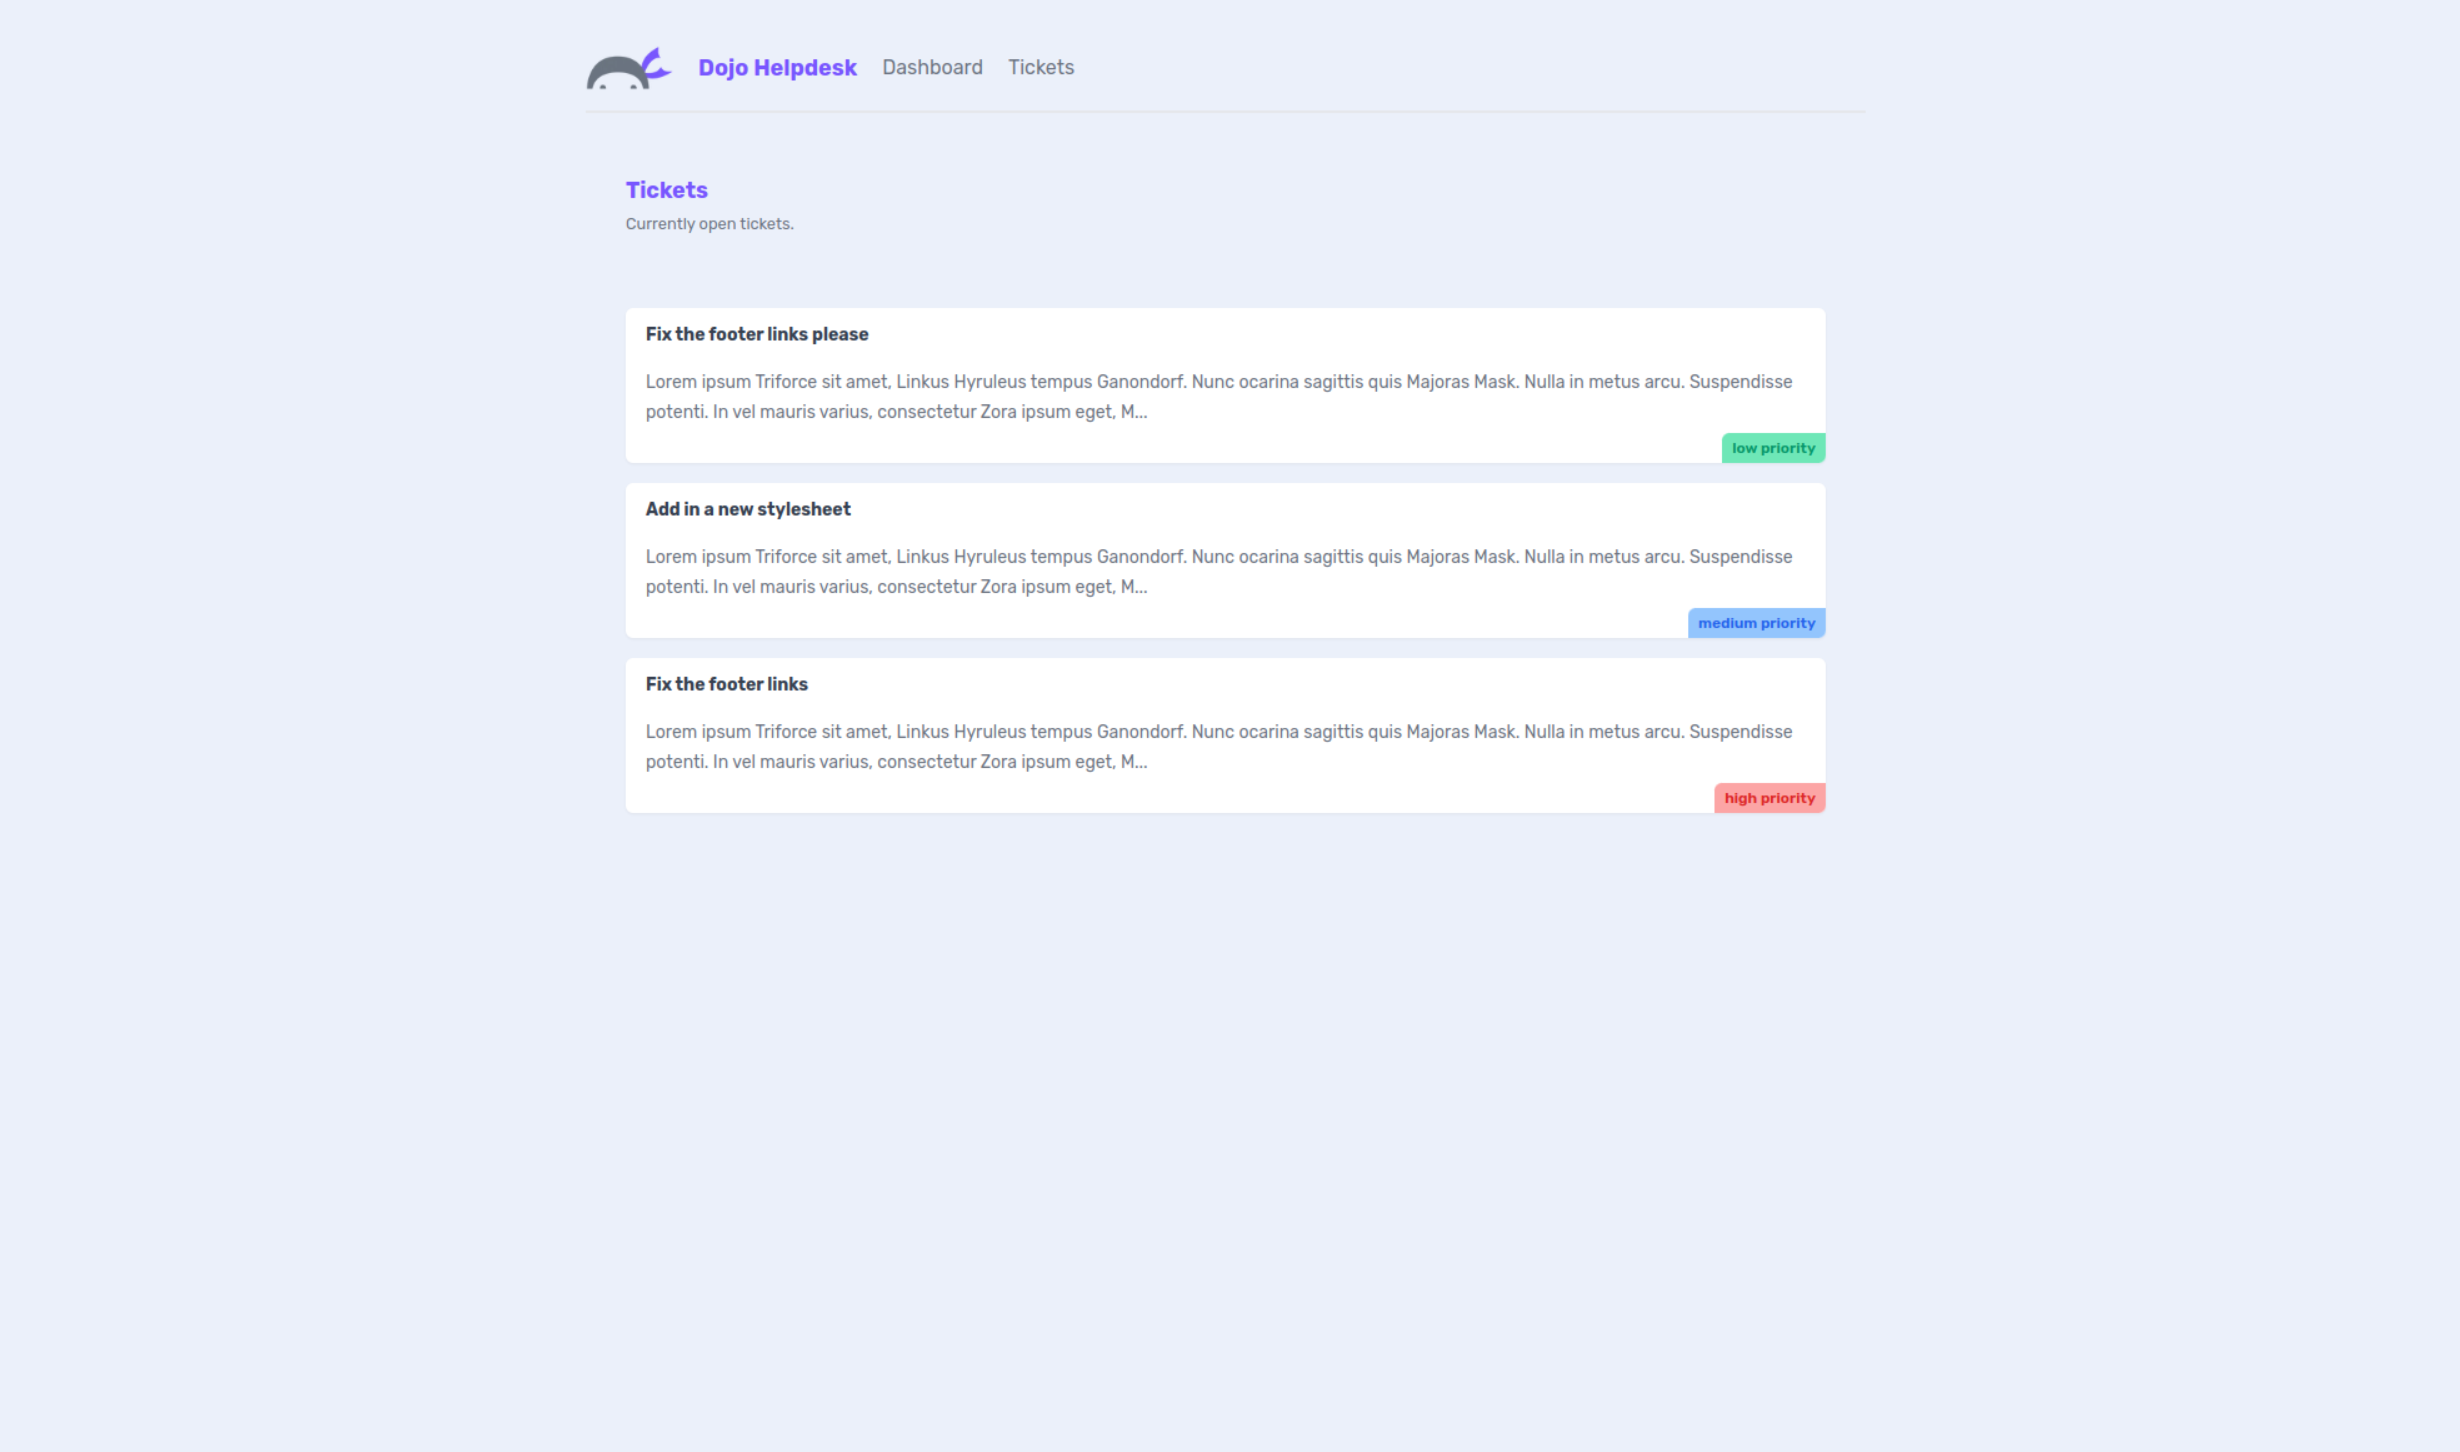 Dojo Helpdesk Dashboard Tickets
Tickets
Currently open tickets.
Fix the footer links please
Lorem ipsum Triforce sit amet, Linkus Hyruleus tempus Ganondorf. Nunc ocarina sagittis quis Majoras Mask. Nulla in metus arcu. Suspendisse
potenti. In vel mauris varius, consectetur Zora ipsum eget, M...
low priority
Add in a new stylesheet
Lorem ipsum Triforce sit amet, Linkus Hyruleus tempus Ganondorf. Nunc ocarina sagittis quis Majoras Mask. Nulla in metus arcu. Suspendisse
potenti. In vel mauris varius, consectetur Zora ipsum eget, M...
medium priority
Fix the footer links
Lorem ipsum Triforce sit amet, Linkus Hyruleus tempus Ganondorf. Nunc ocarina sagittis quis Majoras Mask. Nulla in metus arcu. Suspendisse
potenti. In vel mauris varius, consectetur Zora ipsum eget, M...
high priority